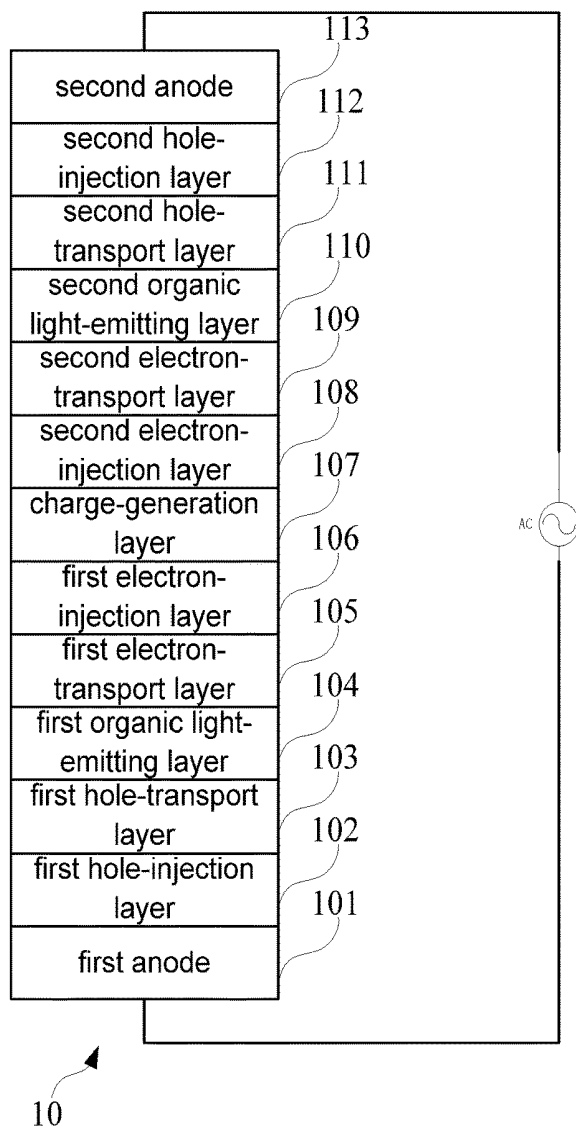 113
second anode
112
second hole-
injection layer
111
second hole-
transport layer
110
second organic
light-emitting layer
109
second electron-
transport layer
108
second electron-
injection layer
107
charge-generation
layer
106
first electron-
injection layer
105
first electron-
transport layer
104
first organic light-
emitting layer
103
first hole-transport
layer
102
first hole-injection
layer
101
first anode
AC
10